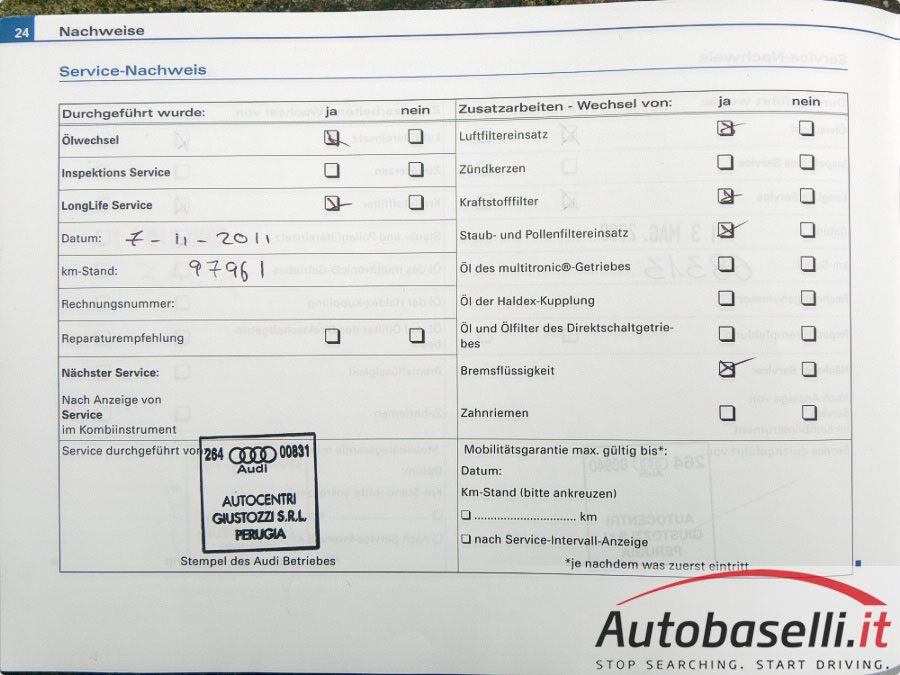 24 Nachweise
Service-Nachweis
Durchgeführt wurde: ja nein
Ölwechsel
Inspektions Service
LongLife Service
Datum: 7-11-2011
km-Stand: 97961
Rechnungsnummer:
Reparaturempfehlung
Nächster Service:
Nach Anzeige von
Service
im Kombiinstrument
Service durchgeführt von:
264 Audi 00831
AUTOCENTRI
GIUSTOZZI S.R.L.
PERUGIA
Stempel des Audi Betriebes
Zusatzarbeiten - Wechsel von: ja nein
Luftfiltereinsatz
Zündkerzen
Kraftstofffilter
Staub- und Pollenfiltereinsatz
Öl des multitronic®-Getriebes
Öl der Haldex-Kupplung
Öl und Ölfilter des Direktschaltgetrie-
bes
Bremsflüssigkeit
Zahnriemen
Mobilitätsgarantie max. gültig bis*:
Datum:
Km-Stand (bitte ankreuzen)
................................ km
nach Service-Intervall-Anzeige
*je nachdem was zuerst eintritt
Autobaselli.it
STOP SEARCHING. START DRIVING.